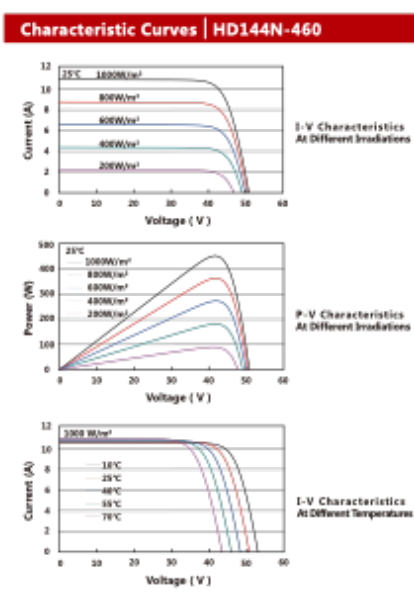 Characteristic Curves | HD144N-460
12
25℃ 1000W/m²
10
800W/m²
8
600W/m²
6
400W/m²
4
200W/m²
2
0
0 10 20 30 40 50 60
Current (A)
Voltage ( V )
I-V Characteristics
At Different Irradiations
500
25℃
1000W/m²
400
800W/m²
600W/m²
300
400W/m²
200W/m²
200
100
0
0 10 20 30 40 50 60
Power (W)
Voltage ( V )
P-V Characteristics
At Different Irradiations
12
1000 W/m²
10
10℃
8
25℃
40℃
6
55℃
4
70℃
2
0
0 10 20 30 40 50 60
Current (A)
Voltage ( V )
I-V Characteristics
At Different Temperatures